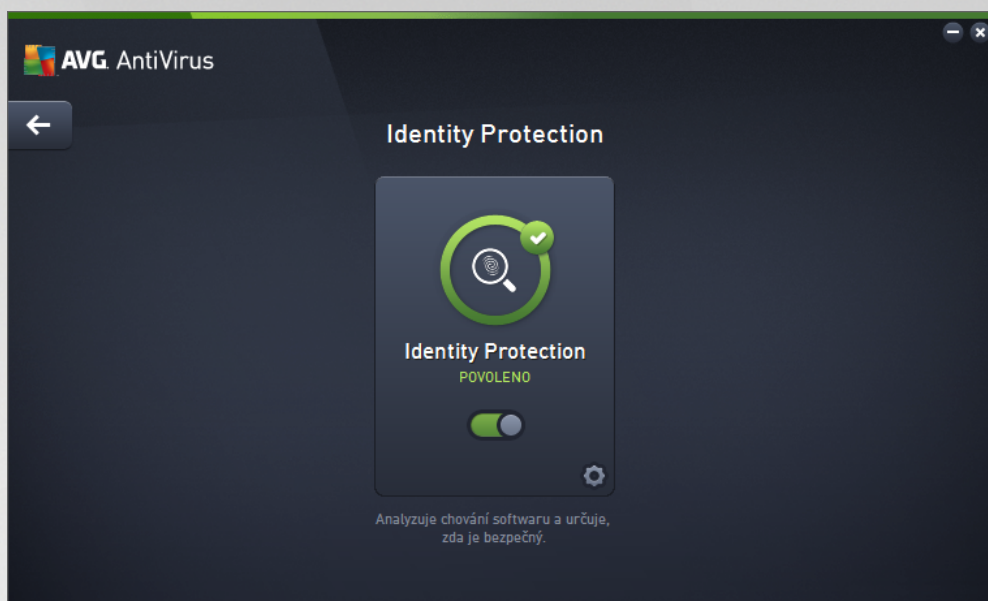 AVG. AntiVirus
Identity Protection
Identity Protection
POVOLENO
Analyzuje chování softwaru a určuje,
zda je bezpečný.